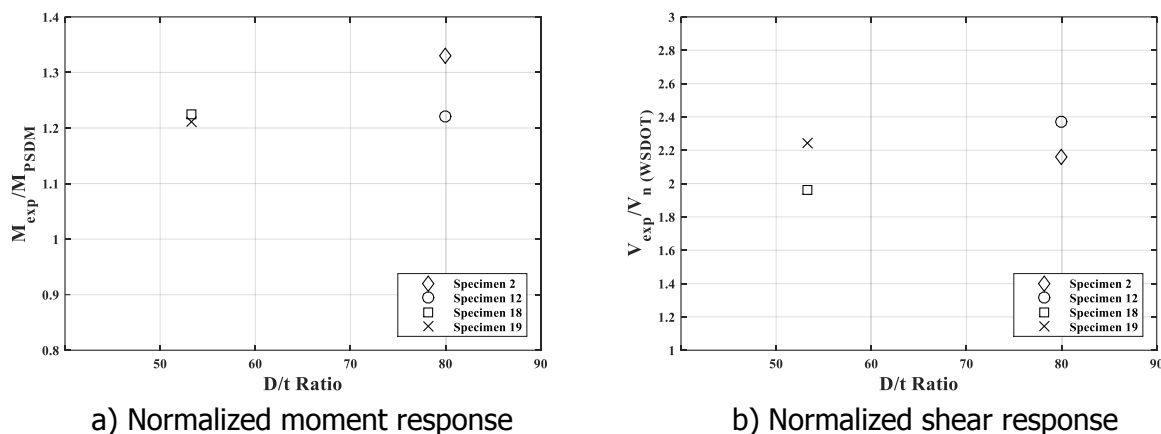 1.4
1.3
1.2
1.1
1
0.9
0.8
M_exp/M_PSDM
50 60 70 80 90
D/t Ratio
Specimen 2
Specimen 12
Specimen 18
Specimen 19
a) Normalized moment response
3
2.8
2.6
2.4
2.2
2
1.8
1.6
1.4
1.2
1
V_exp/V_n (WSDOT)
50 60 70 80 90
D/t Ratio
Specimen 2
Specimen 12
Specimen 18
Specimen 19
b) Normalized shear response